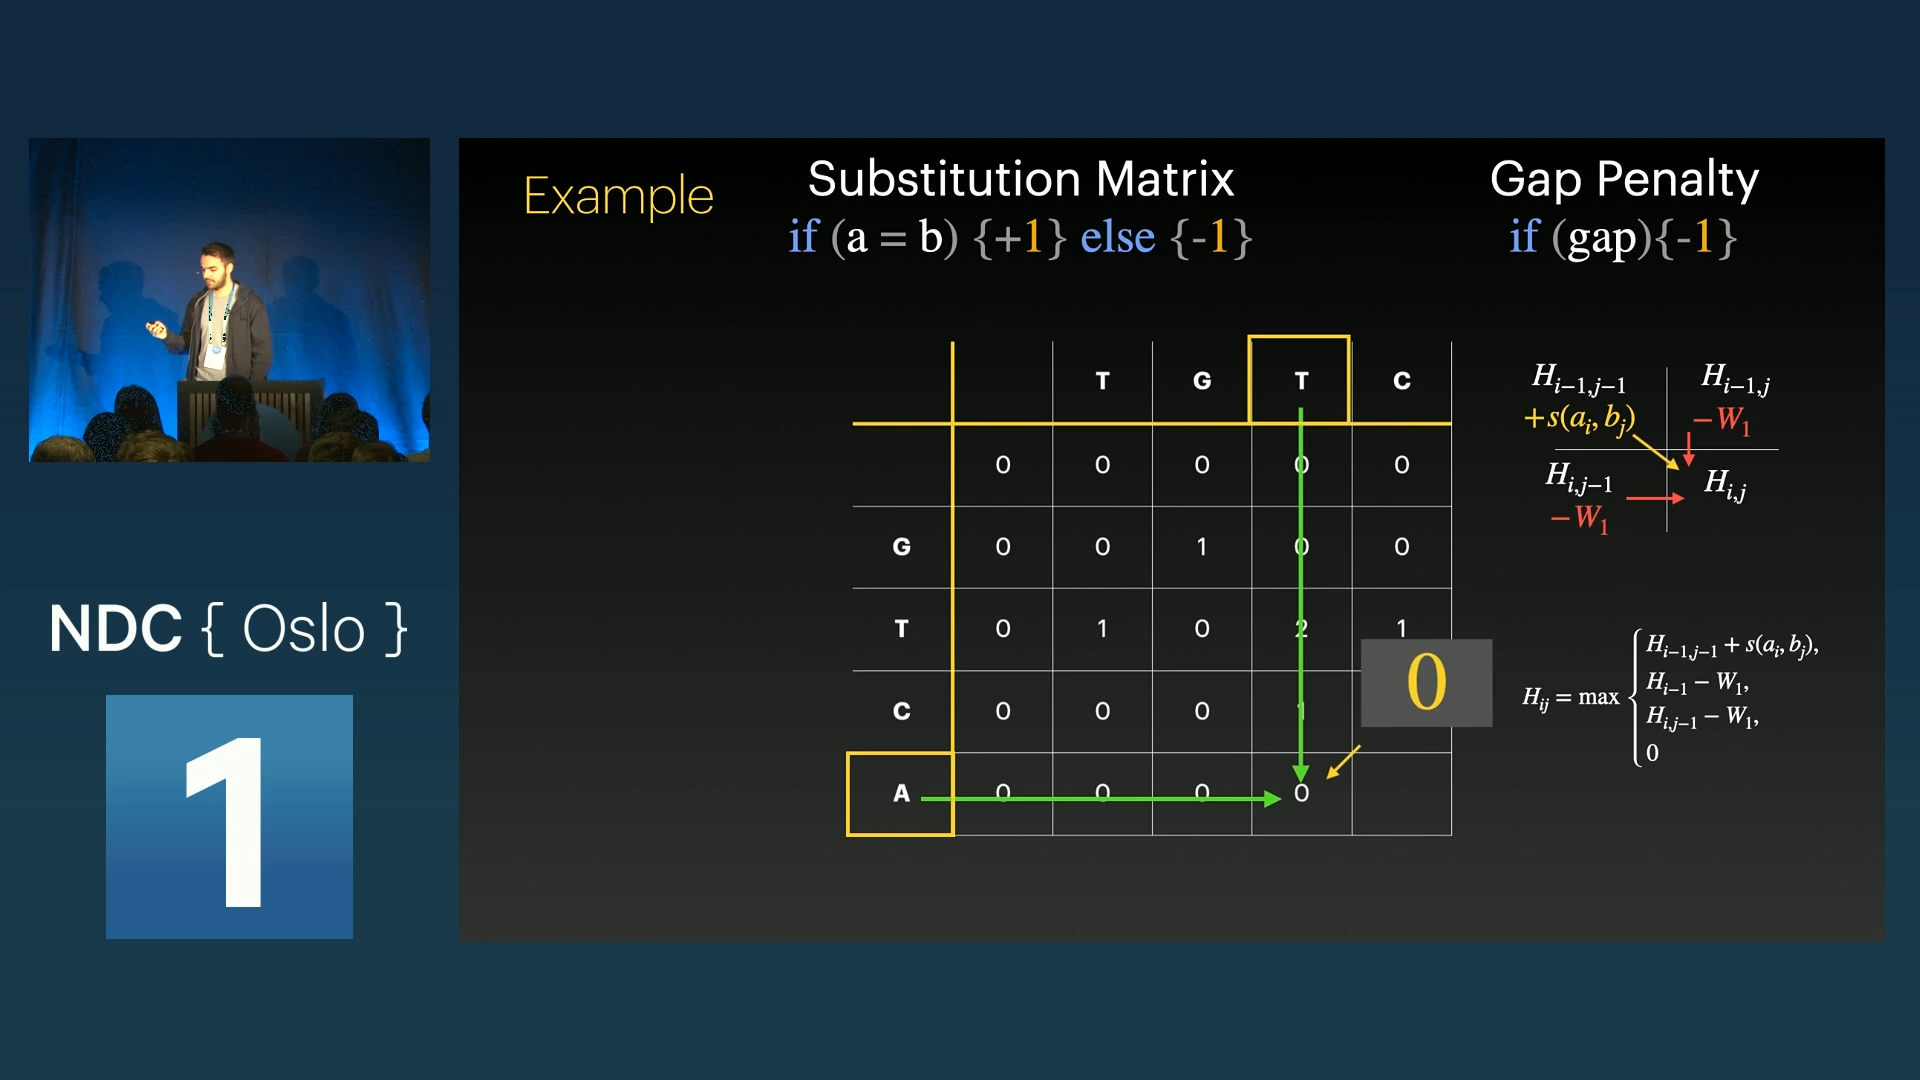 Example
Substitution Matrix
if (a = b) {+1} else {-1}
Gap Penalty
if (gap){-1}
T G T C
0 0 0 0 0
G 0 0 1 0 0
T 0 1 0 2 1
C 0 0 0 1
A 0 0 0 0
0
H_{i−1,j−1} H_{i−1,j}
+s(a_i, b_j) −W_1
H_{i,j−1} H_{i,j}
−W_1
H_{ij} = max { H_{i−1,j−1} + s(a_i, b_j),
H_{i−1} − W_1,
H_{i,j−1} − W_1,
0
NDC { Oslo }
1